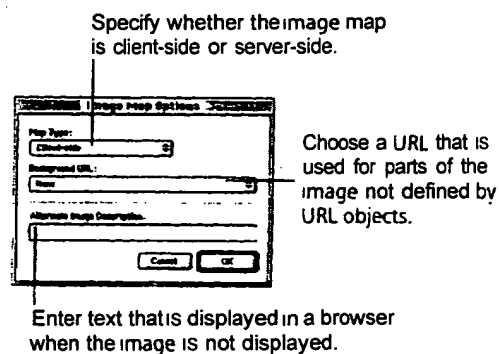 Specify whether the image map
is client-side or server-side.
Image Map Options
Map Type:
Client-side
Background URL:
None
Alternate Image Description:
Cancel
OK
Choose a URL that is
used for parts of the
image not defined by
URL objects.
Enter text that is displayed in a browser
when the image is not displayed.